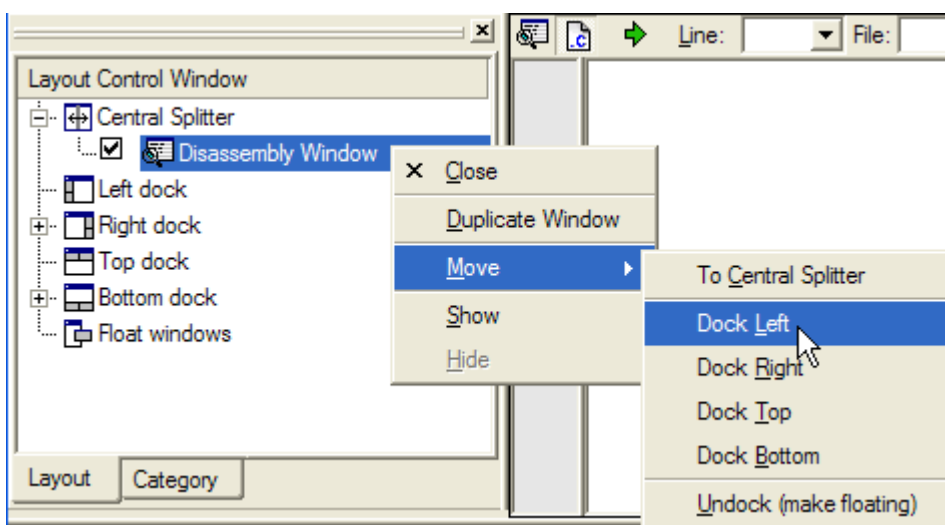 Line:
File:
Layout Control Window
Central Splitter
Disassembly Window
Left dock
Right dock
Top dock
Bottom dock
Float windows
Layout
Category
Close
Duplicate Window
Move
Show
Hide
To Central Splitter
Dock Left
Dock Right
Dock Top
Dock Bottom
Undock (make floating)
.c